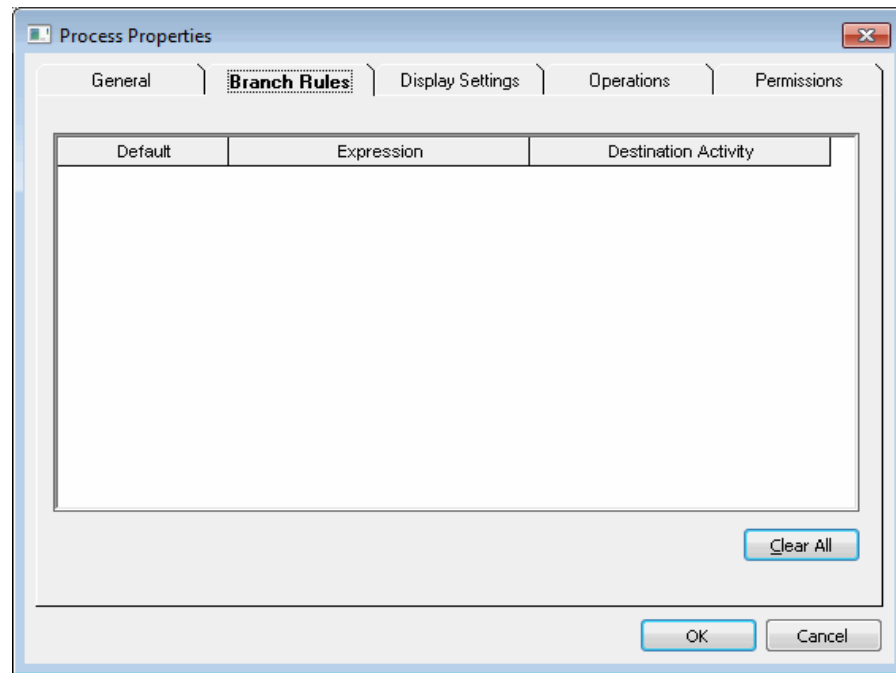 Process Properties
General Branch Rules Display Settings Operations Permissions
Default Expression Destination Activity
Clear All
OK Cancel